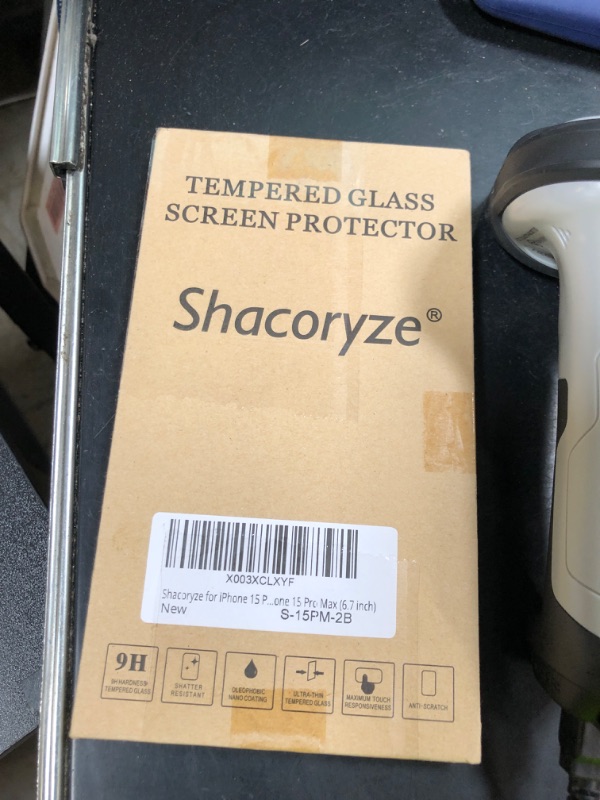 TEMPERED GLASS
SCREEN PROTECTOR
Shacoryze®
X003XCLXYF
Shacoryze for iPhone 15 P...one 15 Pro Max (6.7 inch)
New S-15PM-2B
9H
9H HARDNESS
TEMPERED GLASS
SHATTER
RESISTANT
OLEOPHOBIC
NANO COATING
ULTRA-THIN
TEMPERED GLASS
MAXIMUM TOUCH
RESPONSIVENESS
ANTI-SCRATCH